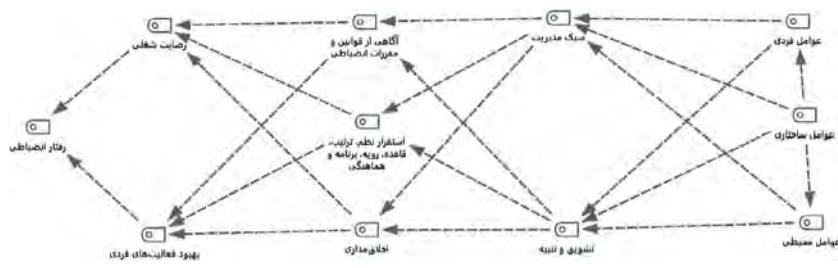 عوامل فردی
سبک مدیریت
آگاهی از قوانین و
مقررات انضباطی
رضایت شغلی
عوامل ساختاری
استقرار نظم، ترتیب،
قاعده، رویه، برنامه و
هماهنگی
رفتار انضباطی
عوامل محیطی
تشویق و تنبیه
اخلاق‌مداری
بهبود فعالیت‌های فردی